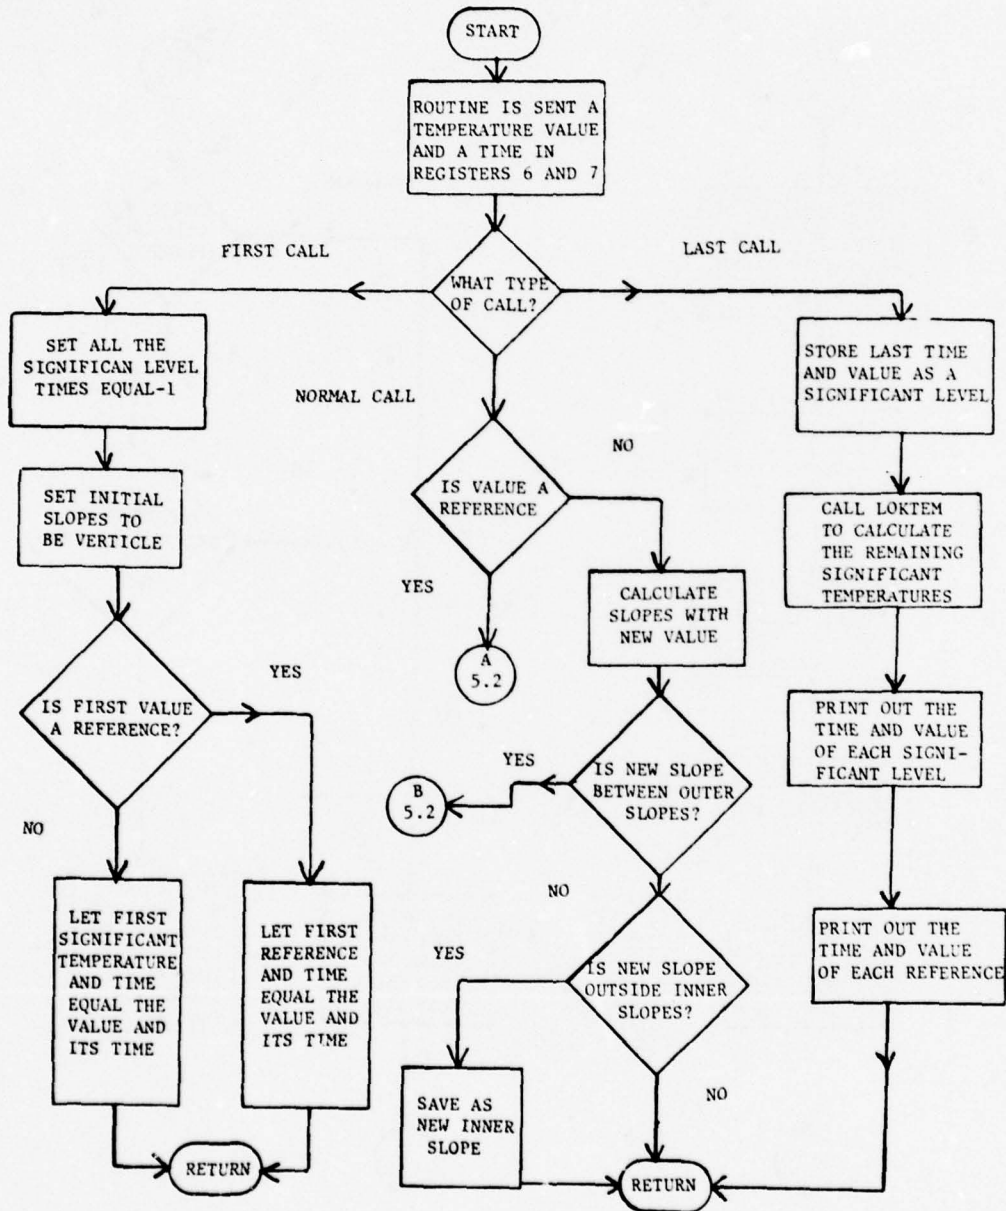 START
ROUTINE IS SENT A
TEMPERATURE VALUE
AND A TIME IN
REGISTERS 6 AND 7
FIRST CALL
LAST CALL
WHAT TYPE
OF CALL?
SET ALL THE
SIGNIFICAN LEVEL
TIMES EQUAL-1
NORMAL CALL
STORE LAST TIME
AND VALUE AS A
SIGNIFICANT LEVEL
NO
IS VALUE A
REFERENCE
SET INITIAL
SLOPES TO
BE VERTICLE
CALL LOKTEM
TO CALCULATE
THE REMAINING
SIGNIFICANT
TEMPERATURES
YES
CALCULATE
SLOPES WITH
NEW VALUE
A
5.2
YES
IS FIRST VALUE
A REFERENCE?
PRINT OUT THE
TIME AND VALUE
OF EACH SIGNI-
FICANT LEVEL
YES
IS NEW SLOPE
BETWEEN OUTER
SLOPES?
B
5.2
NO
NO
LET FIRST
SIGNIFICANT
TEMPERATURE
AND TIME
EQUAL THE
VALUE AND
ITS TIME
LET FIRST
REFERENCE
AND TIME
EQUAL THE
VALUE AND
ITS TIME
YES
IS NEW SLOPE
OUTSIDE INNER
SLOPES?
PRINT OUT THE
TIME AND VALUE
OF EACH REFERENCE
NO
SAVE AS
NEW INNER
SLOPE
RETURN
RETURN